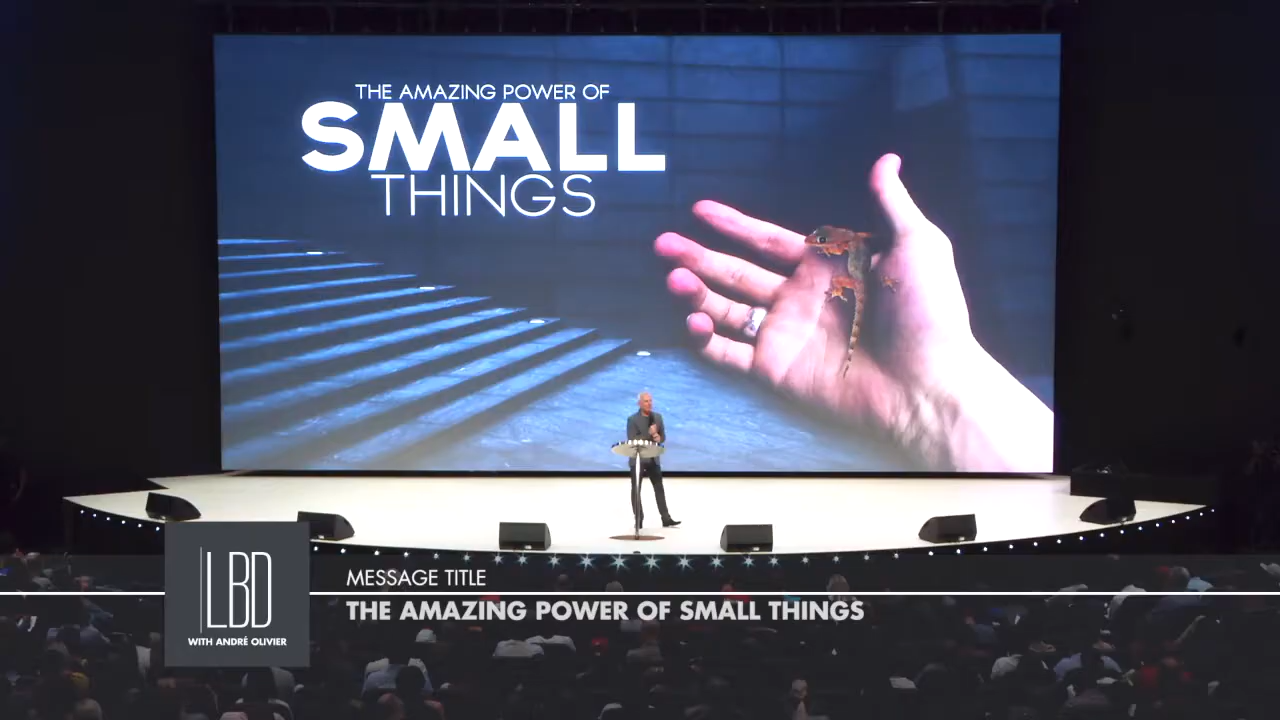 THE AMAZING POWER OF
SMALL
THINGS
LBD
WITH ANDRÉ OLIVIER
MESSAGE TITLE
THE AMAZING POWER OF SMALL THINGS